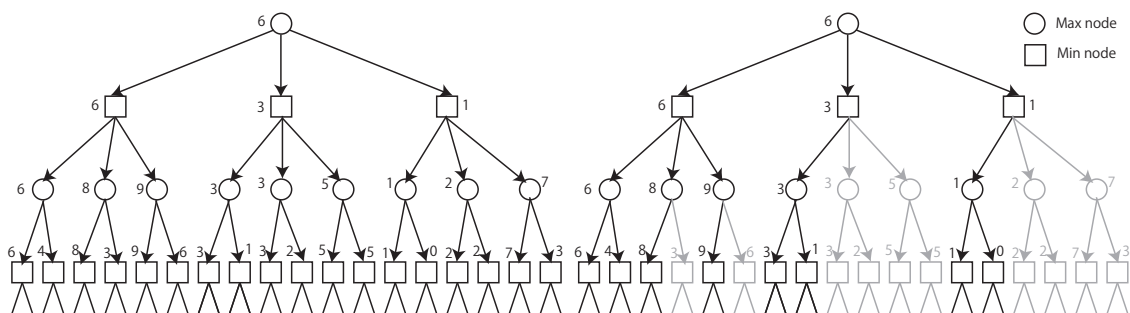 6 6 Max node
Min node
6 3 1 6 3 1
6 8 9 3 3 5 1 2 7 6 8 9 3 3 5 1 2 7
6 4 8 3 9 6 3 1 3 2 5 5 1 0 2 2 7 3 6 4 8 3 9 6 3 1 3 2 5 5 1 0 2 2 7 3